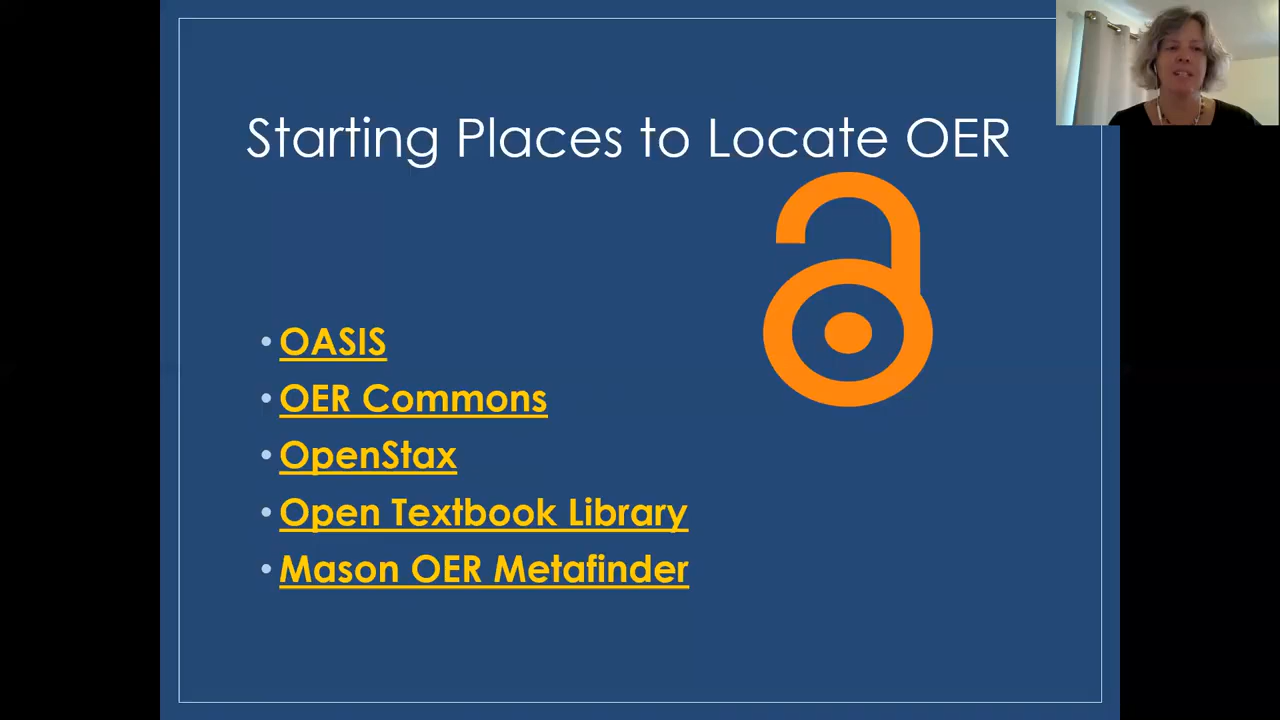 Starting Places to Locate OER
• OASIS
• OER Commons
• OpenStax
• Open Textbook Library
• Mason OER Metafinder